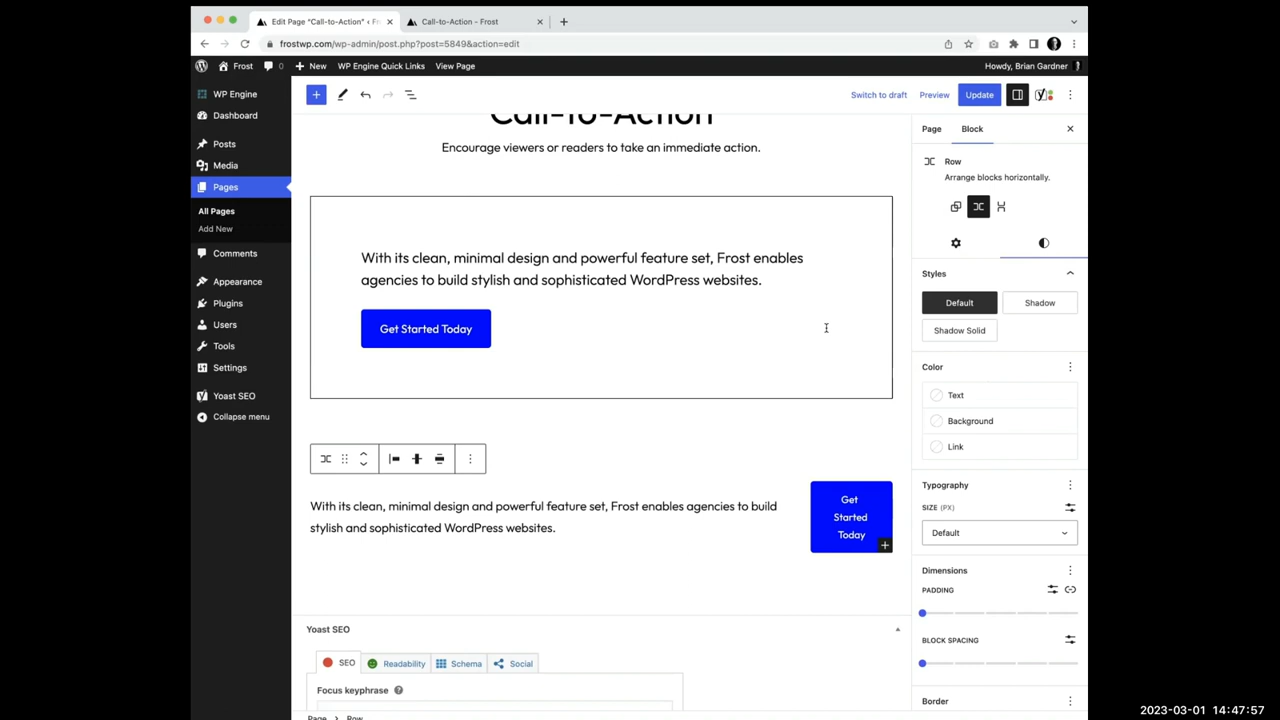 Edit Page "Call-to-Action" ‹ Fr
Call-to-Action - Frost
frostwp.com/wp-admin/post.php?post=5849&action=edit
Frost
0
New
WP Engine Quick Links
View Page
Howdy, Brian Gardner
WP Engine
Dashboard
Posts
Media
Pages
All Pages
Add New
Comments
Appearance
Plugins
Users
Tools
Settings
Yoast SEO
Collapse menu
Switch to draft
Preview
Update
Call-to-Action
Encourage viewers or readers to take an immediate action.
With its clean, minimal design and powerful feature set, Frost enables
agencies to build stylish and sophisticated WordPress websites.
Get Started Today
With its clean, minimal design and powerful feature set, Frost enables agencies to build
stylish and sophisticated WordPress websites.
Get
Started
Today
Yoast SEO
SEO
Readability
Schema
Social
Focus keyphrase
Page
Row
Page
Block
Row
Arrange blocks horizontally.
Styles
Default
Shadow
Shadow Solid
Color
Text
Background
Link
Typography
SIZE (PX)
Default
Dimensions
PADDING
BLOCK SPACING
Border
2023-03-01 14:47:57